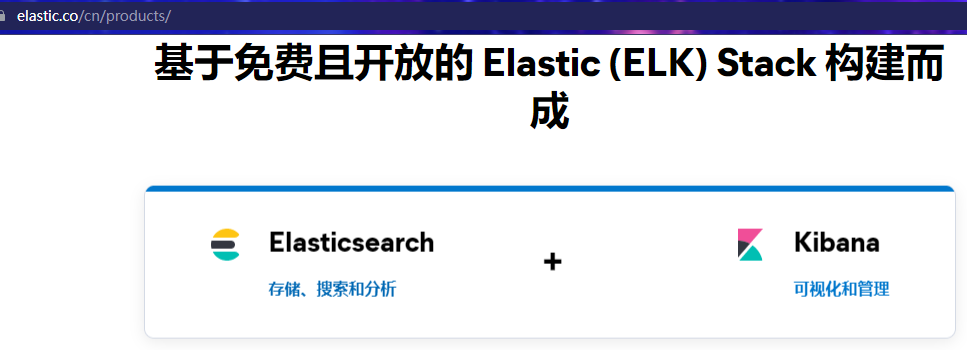 elastic.co/cn/products/
基于免费且开放的 Elastic (ELK) Stack 构建而
成
Elasticsearch
存储、搜索和分析
+
Kibana
可视化和管理